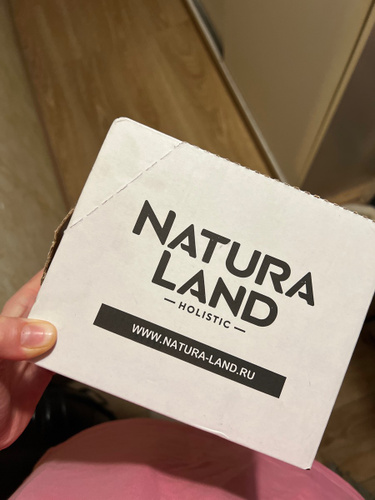 NATURA
LAND
— HOLISTIC —
WWW.NATURA-LAND.RU